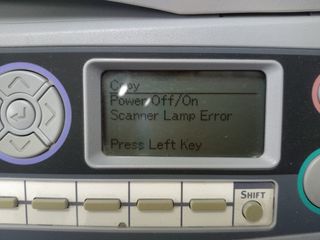 Copy
Power Off/On
Scanner Lamp Error
Press Left Key
SHIFT